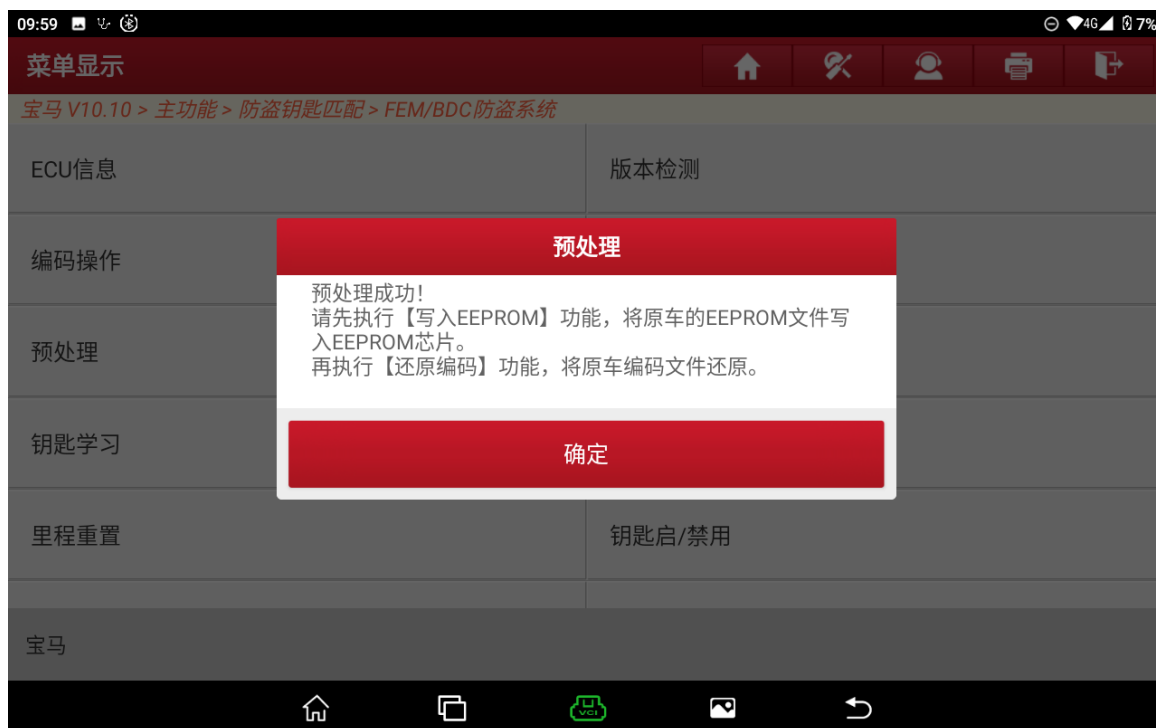 09:59
4G
7%
菜单显示
宝马 V10.10 > 主功能 > 防盗钥匙匹配 > FEM/BDC防盗系统
ECU信息
版本检测
编码操作
预处理
预处理成功！
请先执行【写入EEPROM】功能，将原车的EEPROM文件写
入EEPROM芯片。
再执行【还原编码】功能，将原车编码文件还原。
确定
预处理
钥匙学习
里程重置
钥匙启/禁用
宝马
VCI